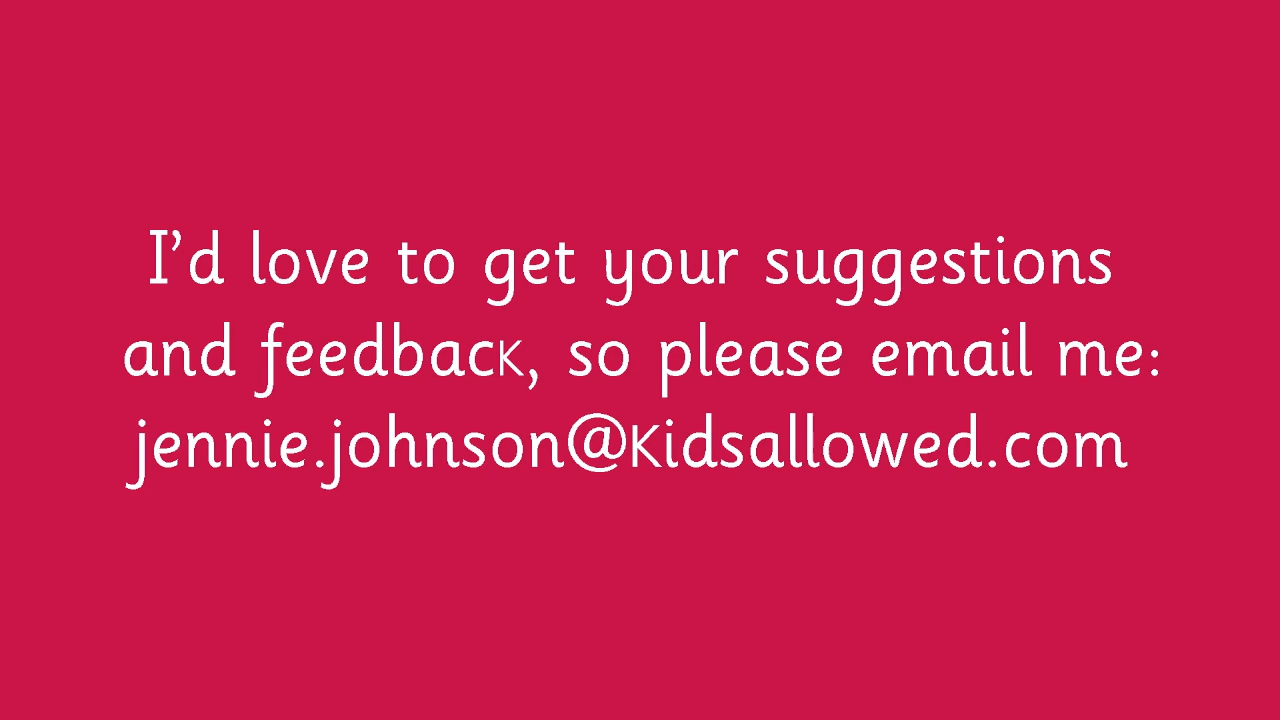 I’d love to get your suggestions
and feedback, so please email me:
jennie.johnson@Kidsallowed.com